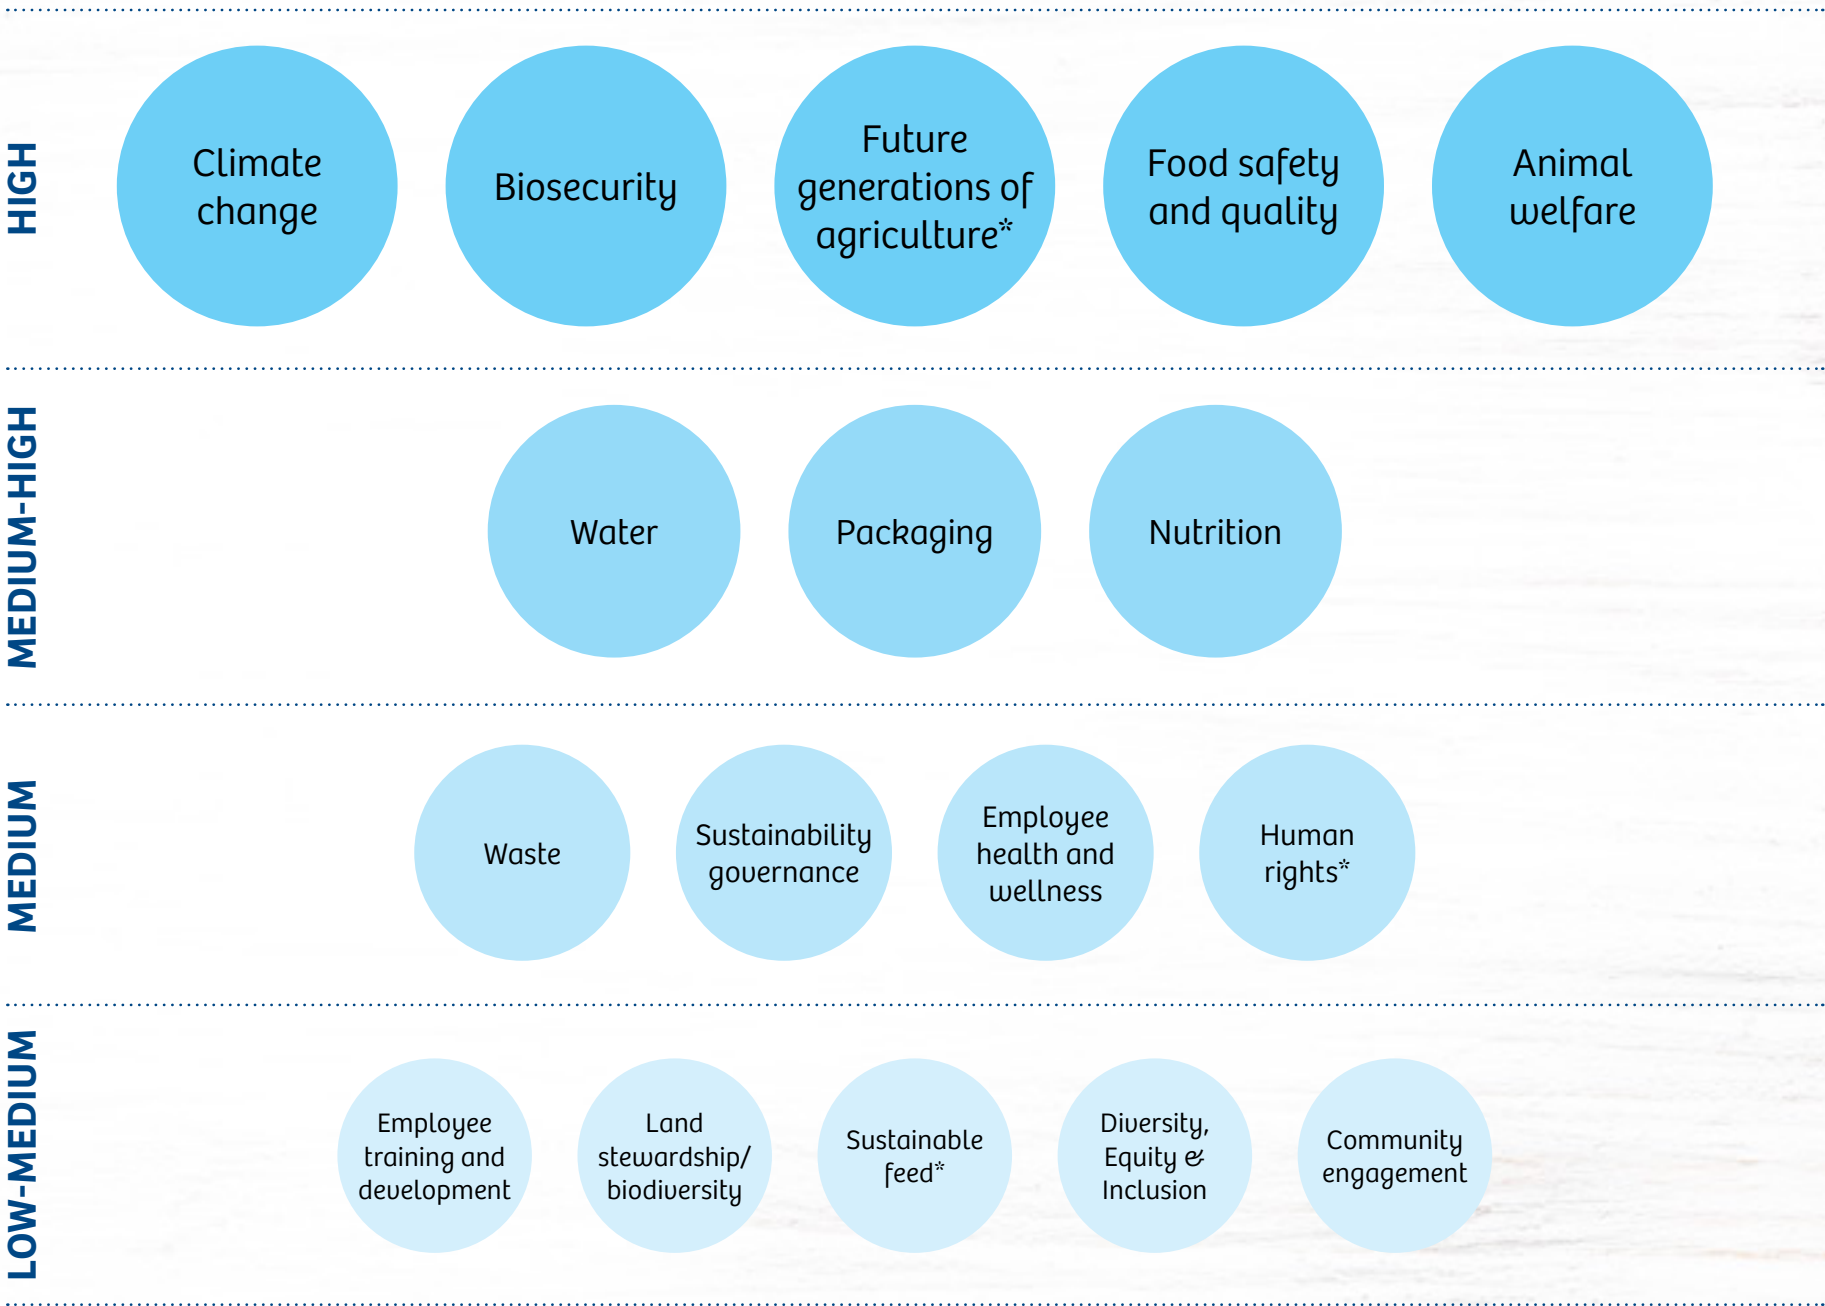 HIGH
Climate
change
Biosecurity
Future
generations of
agriculture*
Food safety
and quality
Animal
welfare
MEDIUM-HIGH
Water
Packaging
Nutrition
MEDIUM
Waste
Sustainability
governance
Employee
health and
wellness
Human
rights*
LOW-MEDIUM
Employee
training and
development
Land
stewardship/
biodiversity
Sustainable
feed*
Diversity,
Equity &
Inclusion
Community
engagement